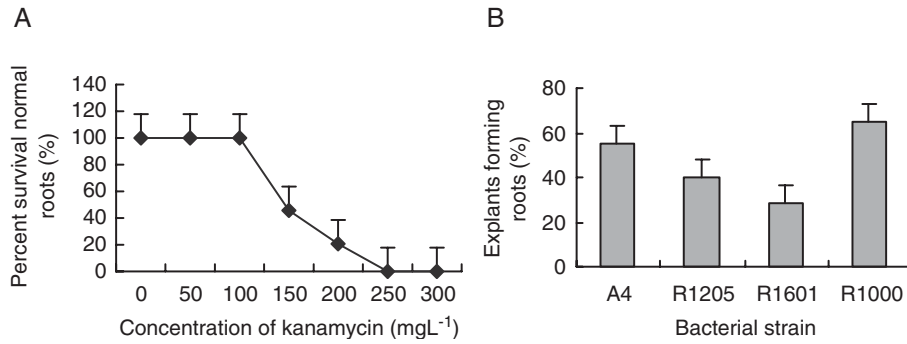 A
Percent survival normal
roots (%)
140
120
100
80
60
40
20
0
0 50 100 150 200 250 300
Concentration of kanamycin (mgL⁻¹)
B
Explants forming
roots (%)
80
60
40
20
0
A4 R1205 R1601 R1000
Bacterial strain